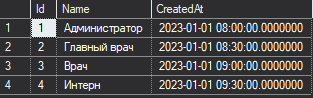 Id Name CreatedAt
1 1 Администратор 2023-01-01 08:00:00.0000000
2 2 Главный врач 2023-01-01 08:30:00.0000000
3 3 Врач 2023-01-01 09:00:00.0000000
4 4 Интерн 2023-01-01 09:30:00.0000000